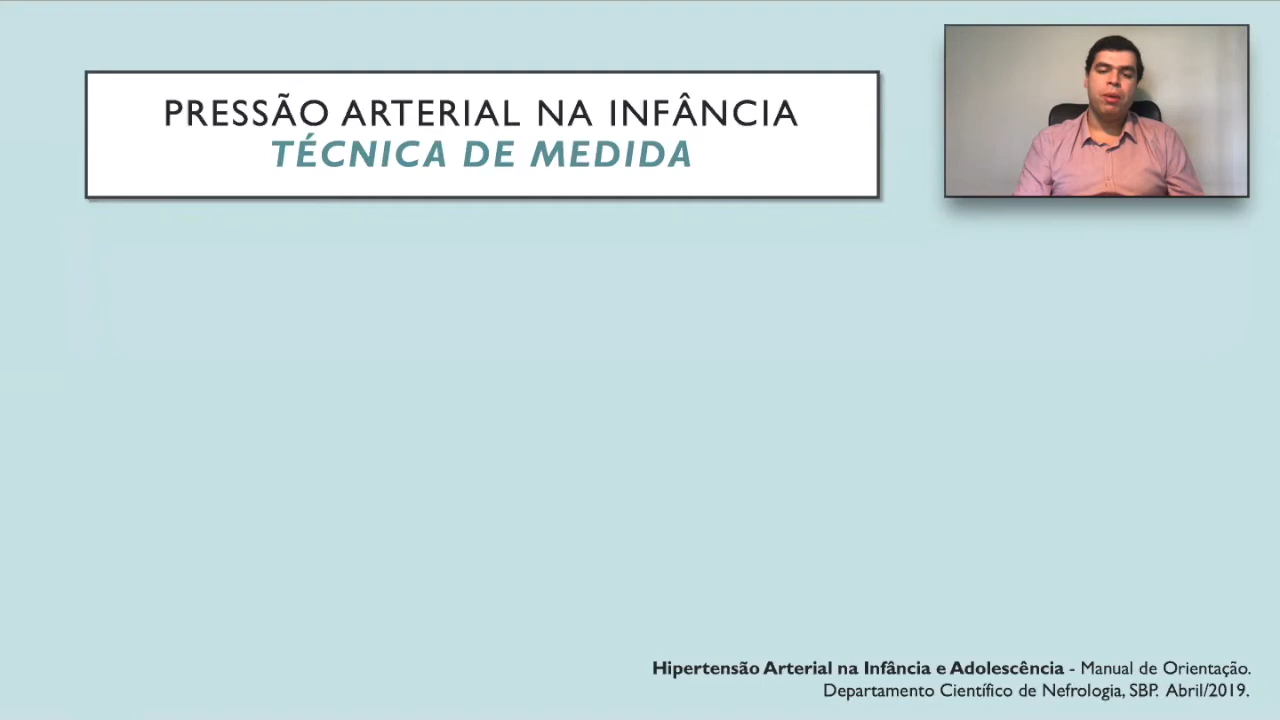 PRESSÃO ARTERIAL NA INFÂNCIA
TÉCNICA DE MEDIDA
Hipertensão Arterial na Infância e Adolescência - Manual de Orientação.
Departamento Científico de Nefrologia, SBP. Abril/2019.